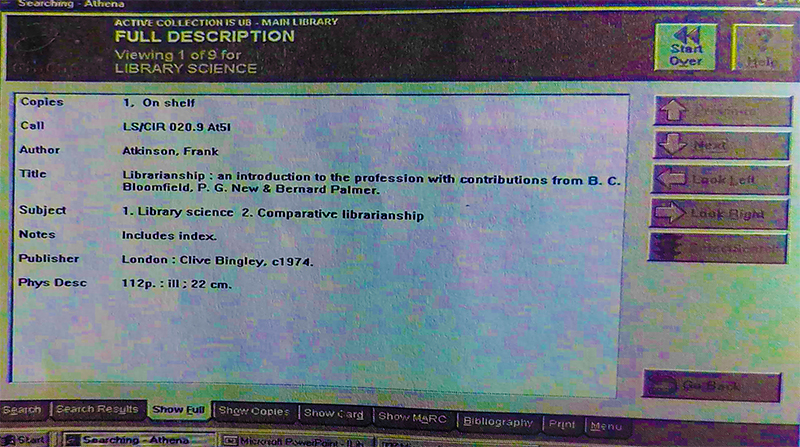 Searching - Athena
ACTIVE COLLECTION IS UB - MAIN LIBRARY
FULL DESCRIPTION
Viewing 1 of 9 for
LIBRARY SCIENCE
Start Over
Help
Copies 1, On shelf
Call LS/CIR 020.9 At5l
Author Atkinson, Frank
Title Librarianship : an introduction to the profession with contributions from B. C.
Bloomfield, P. G. New & Bernard Palmer.
Subject 1. Library science 2. Comparative librarianship
Notes Includes index.
Publisher London : Clive Bingley, c1974.
Phys Desc 112p. : ill ; 22 cm.
Previous
Next
Look Left
Look Right
Go Back
Search Search Results Show Full Show Copies Show Card Show MARC Bibliography Print Menu
Start Searching - Athena Microsoft PowerPoint - [Lib